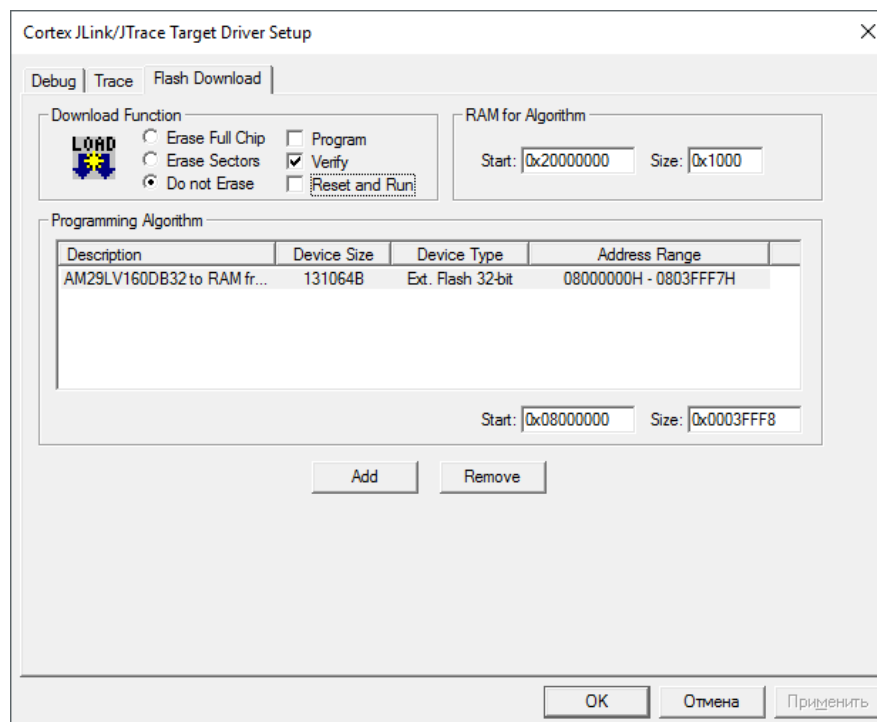 Cortex JLink/JTrace Target Driver Setup
Debug Trace Flash Download
Download Function
LOAD
Erase Full Chip Program
Erase Sectors Verify
Do not Erase Reset and Run
RAM for Algorithm
Start: 0x20000000 Size: 0x1000
Programming Algorithm
Description Device Size Device Type Address Range
AM29LV160DB32 to RAM fr... 131064B Ext. Flash 32-bit 08000000H - 0803FFF7H
Start: 0x08000000 Size: 0x0003FFF8
Add Remove
OK Отмена Применить